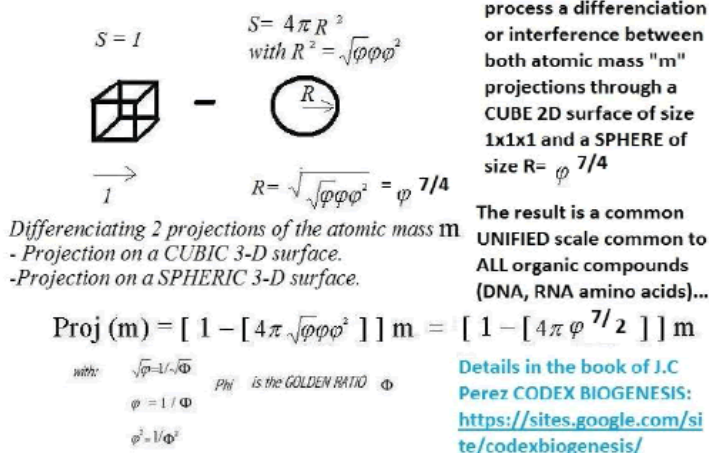 S = 1
S= 4πR²
with R² = √φφφ²
R
1
R= √√φφφ² = φ 7/4
Differenciating 2 projections of the atomic mass m
- Projection on a CUBIC 3-D surface.
-Projection on a SPHERIC 3-D surface.
process a differenciation
or interference between
both atomic mass "m"
projections through a
CUBE 2D surface of size
1x1x1 and a SPHERE of
size R= φ 7/4
The result is a common
UNIFIED scale common to
ALL organic compounds
(DNA, RNA amino acids)...
Proj (m) = [ 1 – [ 4π √φφφ² ] ] m = [ 1 – [ 4π φ 7/2 ] ] m
with: √φ=1/√Φ
φ = 1 / Φ
φ²=1/Φ²
Phi is the GOLDEN RATIO Φ
Details in the book of J.C
Perez CODEX BIOGENESIS:
https://sites.google.com/si
te/codexbiogenesis/